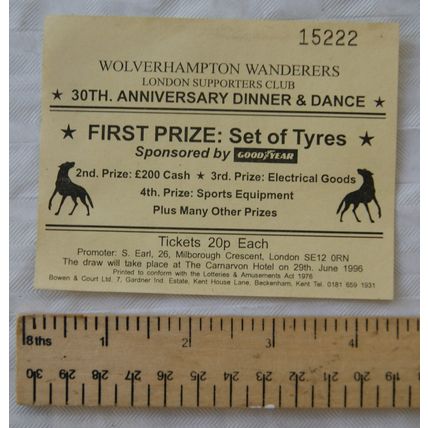 15222
WOLVERHAMPTON WANDERERS
LONDON SUPPORTERS CLUB
★ 30TH. ANNIVERSARY DINNER & DANCE ★
★ FIRST PRIZE: Set of Tyres ★
Sponsored by GOODYEAR
2nd. Prize: £200 Cash ★ 3rd. Prize: Electrical Goods
4th. Prize: Sports Equipment
Plus Many Other Prizes
Tickets 20p Each
Promoter: S. Earl, 26, Milborough Crescent, London SE12 0RN
The draw will take place at The Carnarvon Hotel on 29th. June 1996
Printed to conform with the Lotteries & Amusements Act 1976
Bowen & Court Ltd. 7, Gardner Ind. Estate, Kent House Lane, Beckenham, Kent Tel. 0181 659 1931
8ths 1 2 3 4
30 29 28 27 26 25 24 23 22 21 20 19